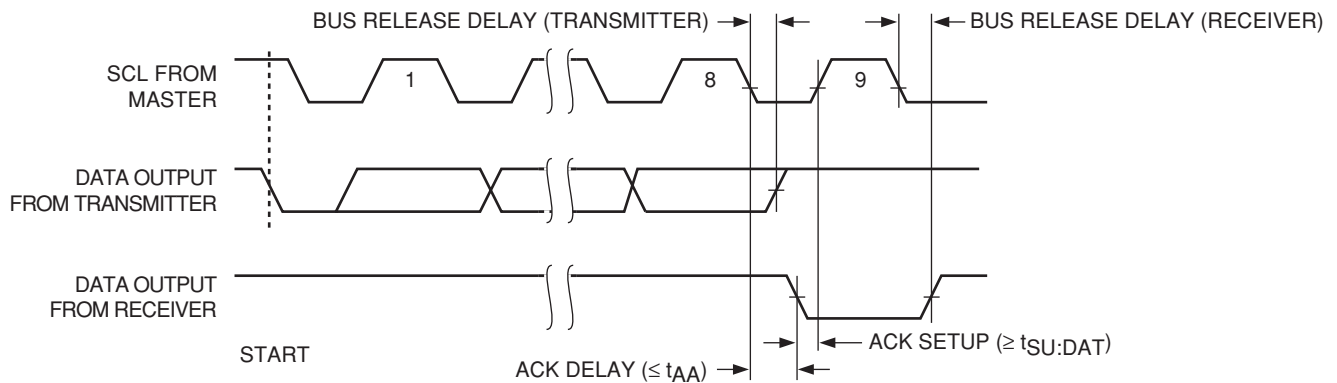 BUS RELEASE DELAY (TRANSMITTER)
BUS RELEASE DELAY (RECEIVER)
SCL FROM
MASTER
1
8
9
DATA OUTPUT
FROM TRANSMITTER
DATA OUTPUT
FROM RECEIVER
START
ACK SETUP (≥ tSU:DAT)
ACK DELAY (≤ tAA)